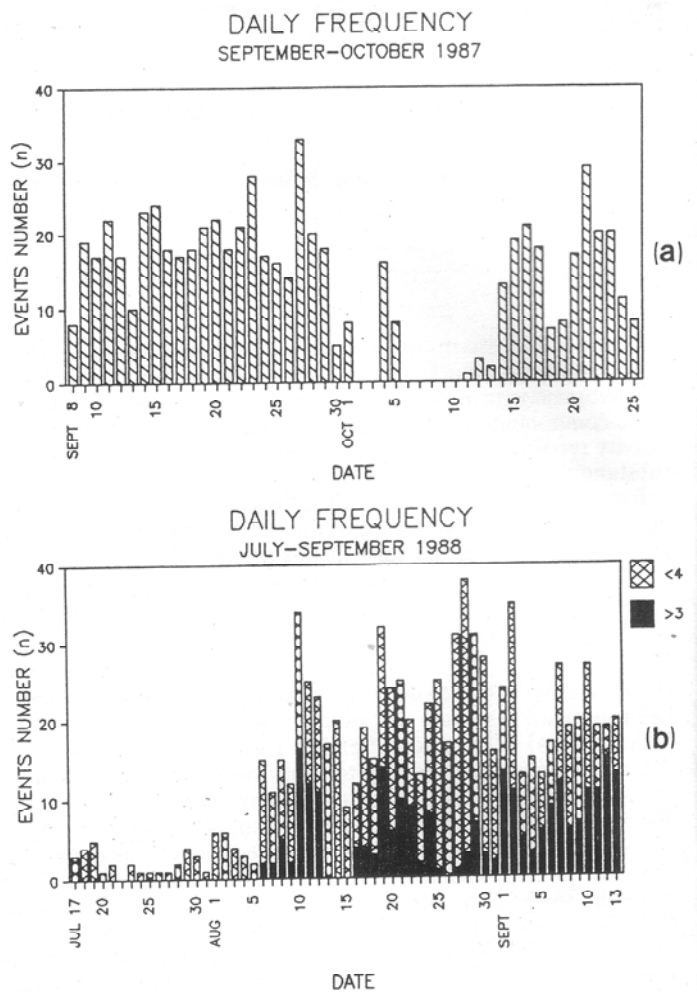 DAILY FREQUENCY
SEPTEMBER-OCTOBER 1987
EVENTS NUMBER (n)
40
30
20
10
0
SEPT 8
10
15
20
25
30
OCT 1
5
10
15
20
25
DATE
(a)
DAILY FREQUENCY
JULY-SEPTEMBER 1988
<4
>3
EVENTS NUMBER (n)
40
30
20
10
0
JUL 17
20
25
30
AUG 1
5
10
15
20
25
30
SEPT 1
5
10
13
DATE
(b)